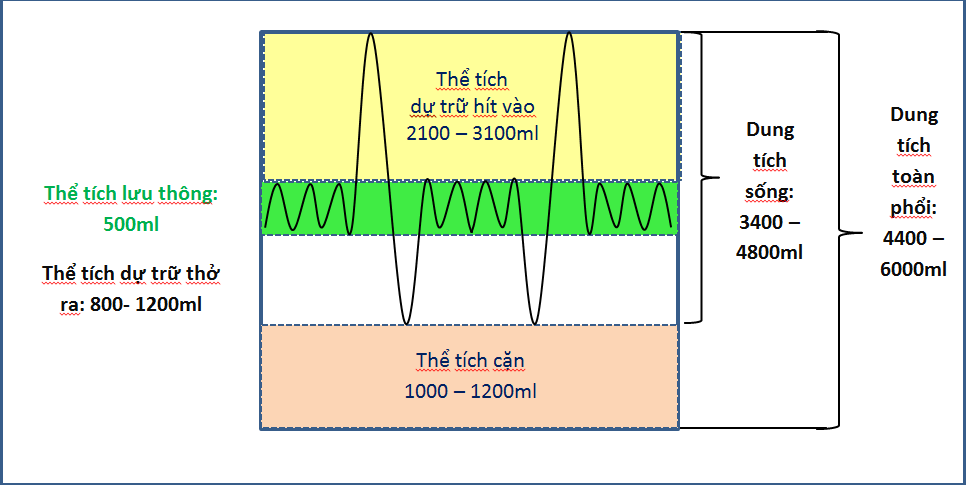 Thể tích
dự trữ hít vào
2100 – 3100ml
Thể tích lưu thông:
500ml
Thể tích dự trữ thở
ra: 800- 1200ml
Thể tích cặn
1000 – 1200ml
Dung
tích
sống:
3400 –
4800ml
Dung
tích
toàn
phổi:
4400 –
6000ml